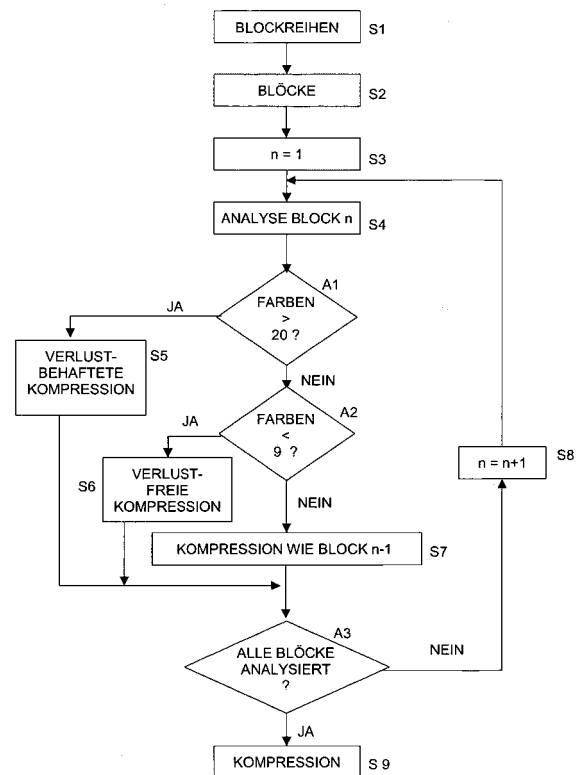 BLOCKREIHEN
S1
BLÖCKE
S2
n = 1
S3
ANALYSE BLOCK n
S4
A1
FARBEN
>
20 ?
JA
NEIN
VERLUST-
BEHAFTETE
KOMPRESSION
S5
A2
FARBEN
<
9 ?
JA
NEIN
VERLUST-
FREIE
KOMPRESSION
S6
n = n+1
S8
KOMPRESSION WIE BLOCK n-1
S7
A3
ALLE BLÖCKE
ANALYSIERT
?
NEIN
JA
KOMPRESSION
S 9